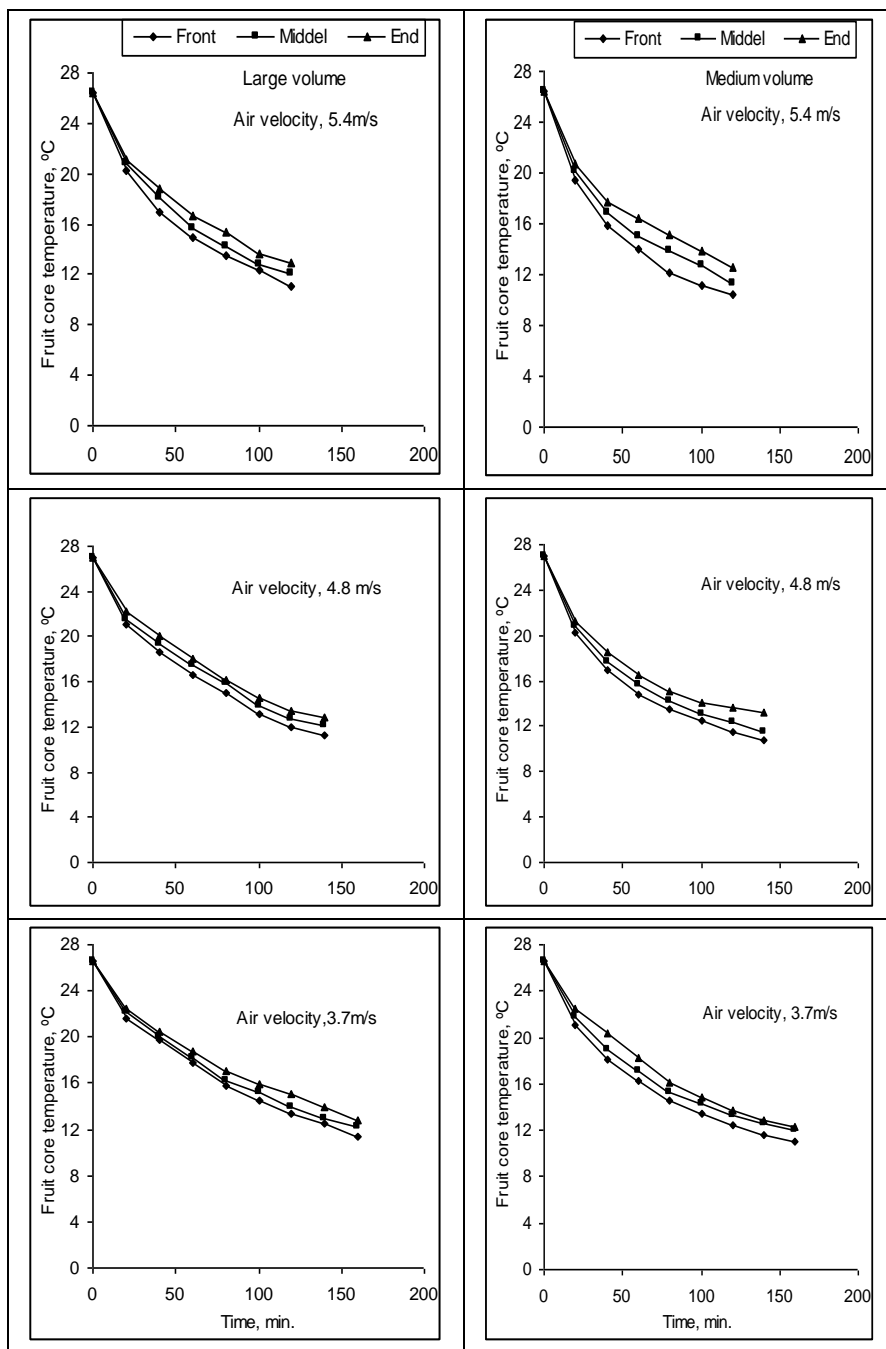 Front Middel End
Large volume
Air velocity, 5.4m/s
Fruit core temperature, ºC
28
24
20
16
12
8
4
0
0 50 100 150 200
Front Middel End
Medium volume
Air velocity, 5.4 m/s
Fruit core temperature, ºC
28
24
20
16
12
8
4
0
0 50 100 150 200
Air velocity, 4.8 m/s
Fruit core temperature, ºC
28
24
20
16
12
8
4
0
0 50 100 150 200
Air velocity, 4.8 m/s
Fruit core temperature, ºC
28
24
20
16
12
8
4
0
0 50 100 150 200
Air velocity,3.7m/s
Fruit core temperature, ºC
28
24
20
16
12
8
4
0
0 50 100 150 200
Time, min.
Air velocity, 3.7m/s
Fruit core temperature, ºC
28
24
20
16
12
8
4
0
0 50 100 150 200
Time, min.